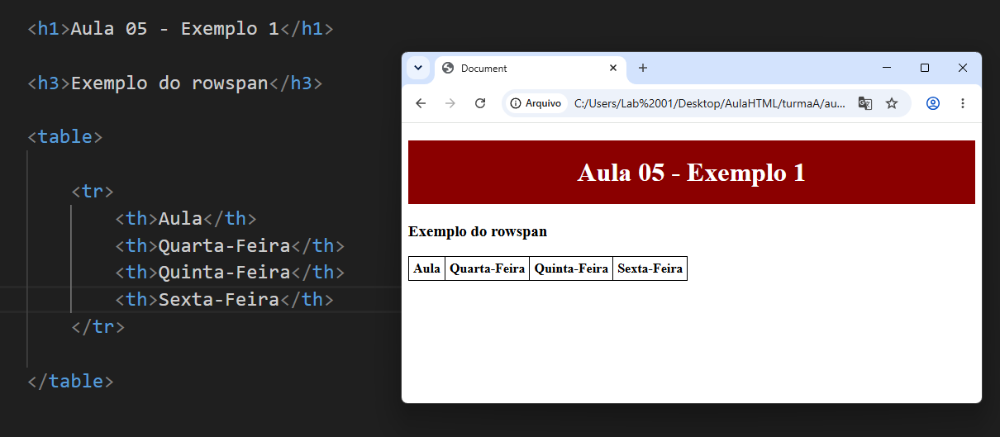 <h1>Aula 05 - Exemplo 1</h1>
<h3>Exemplo do rowspan</h3>
<table>
<tr>
<th>Aula</th>
<th>Quarta-Feira</th>
<th>Quinta-Feira</th>
<th>Sexta-Feira</th>
</tr>
</table>
Document
Arquivo C:/Users/Lab%2001/Desktop/AulaHTML/turmaA/au...
Aula 05 - Exemplo 1
Exemplo do rowspan
Aula Quarta-Feira Quinta-Feira Sexta-Feira